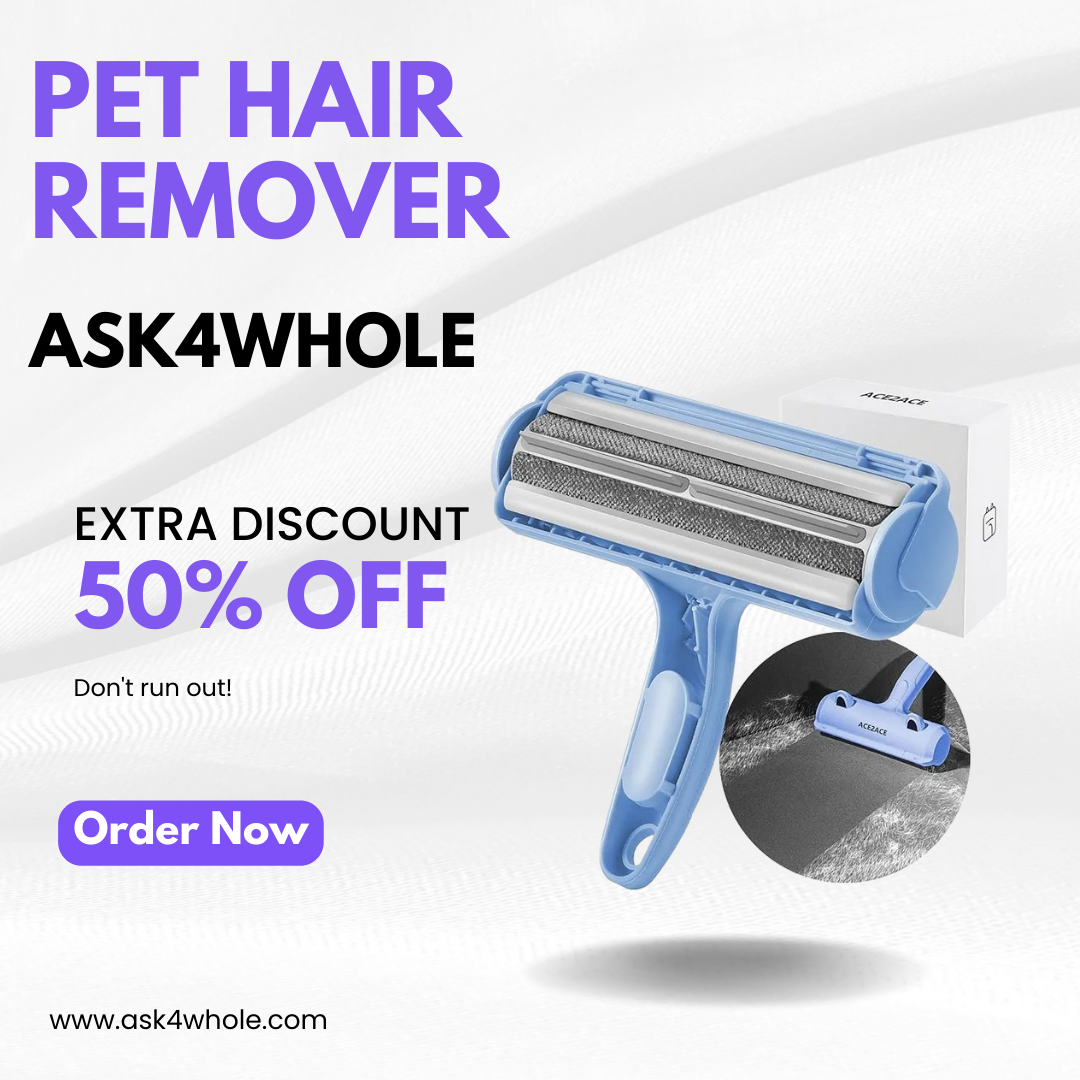 PET HAIR
REMOVER
ASK4WHOLE
ACE2ACE
EXTRA DISCOUNT
50% OFF
Don't run out!
ACE2ACE
Order Now
www.ask4whole.com